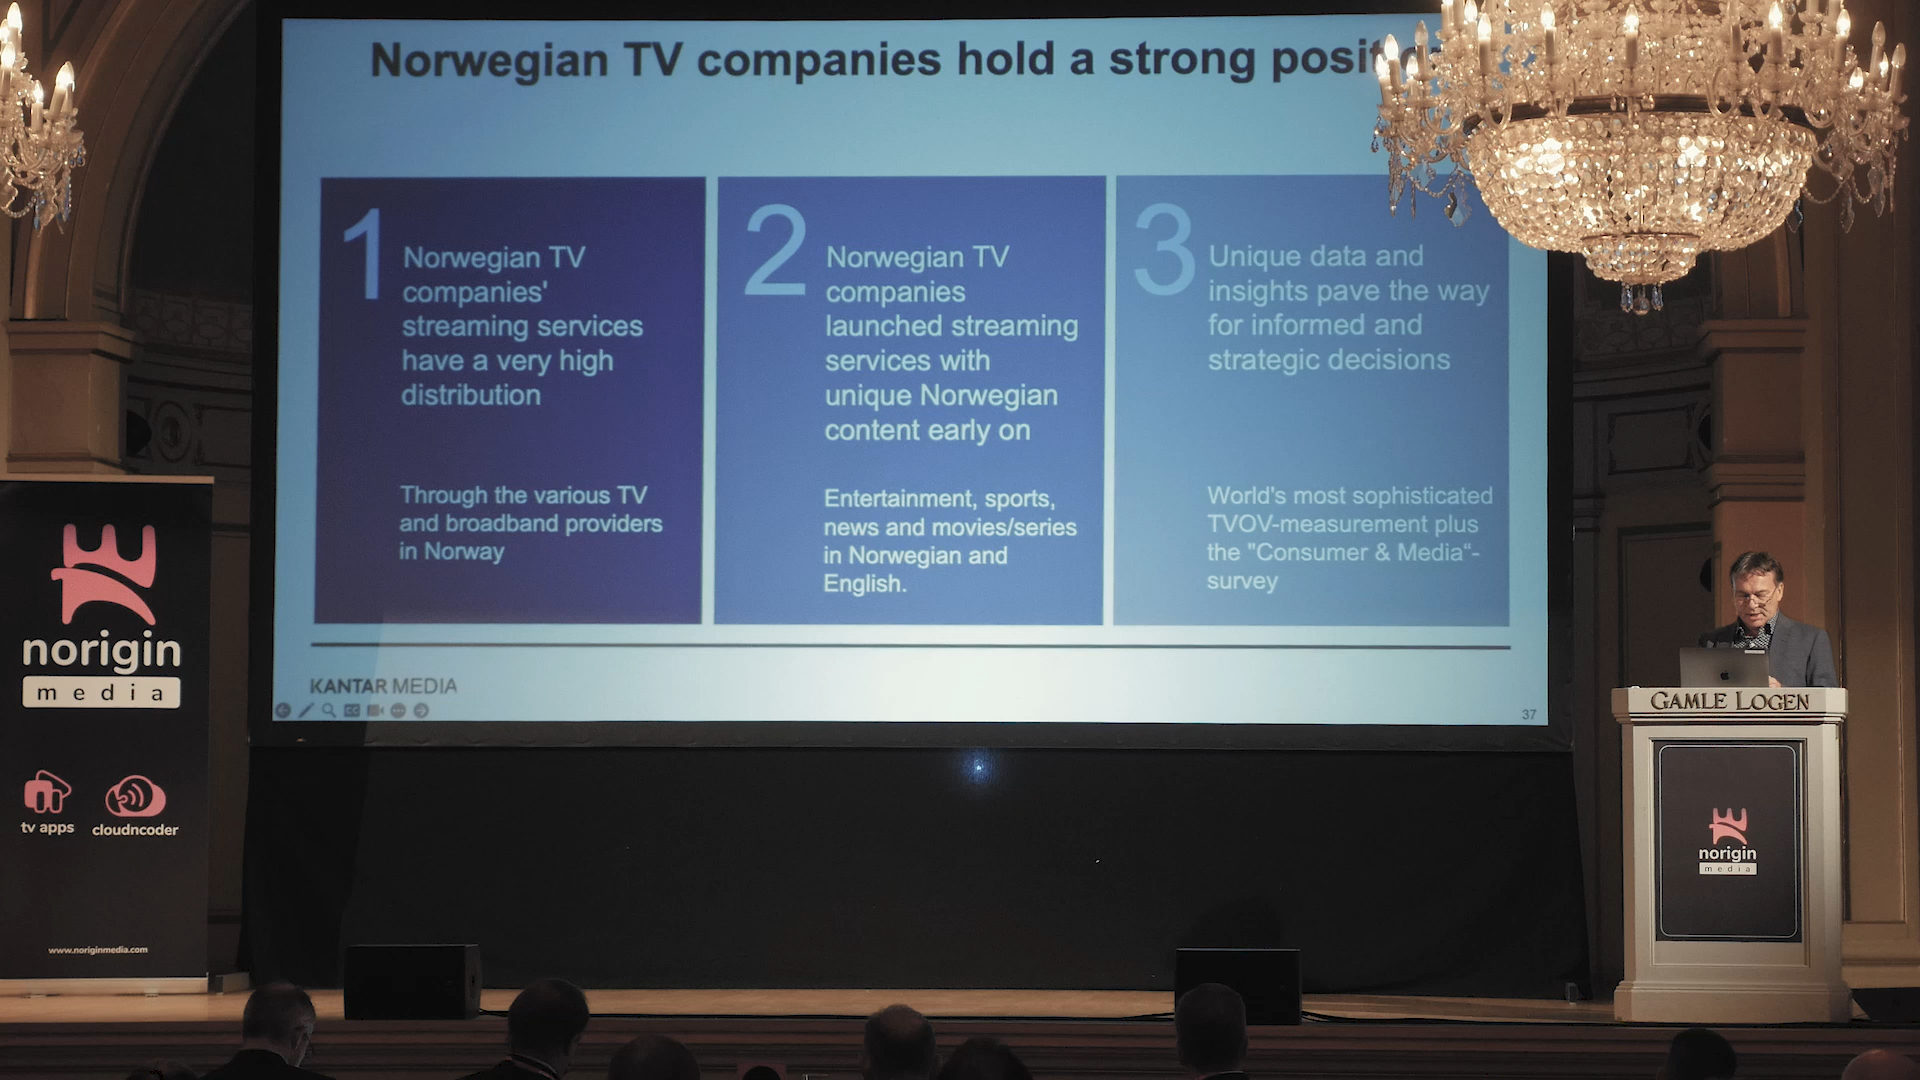 Norwegian TV companies hold a strong
1
Norwegian TV
companies'
streaming services
have a very high
distribution
Through the various TV
and broadband providers
in Norway
2
Norwegian TV
companies
launched streaming
services with
unique Norwegian
content early on
Entertainment, sports,
news and movies/series
in Norwegian and
English.
3
Unique data and
insights pave the way
for informed and
strategic decisions
World's most sophisticated
TVOV-measurement plus
the "Consumer & Media“-
survey
KANTAR MEDIA
CC
37
norigin
media
tv apps
cloudncoder
www.noriginmedia.com
GAMLE LOGEN
norigin
media